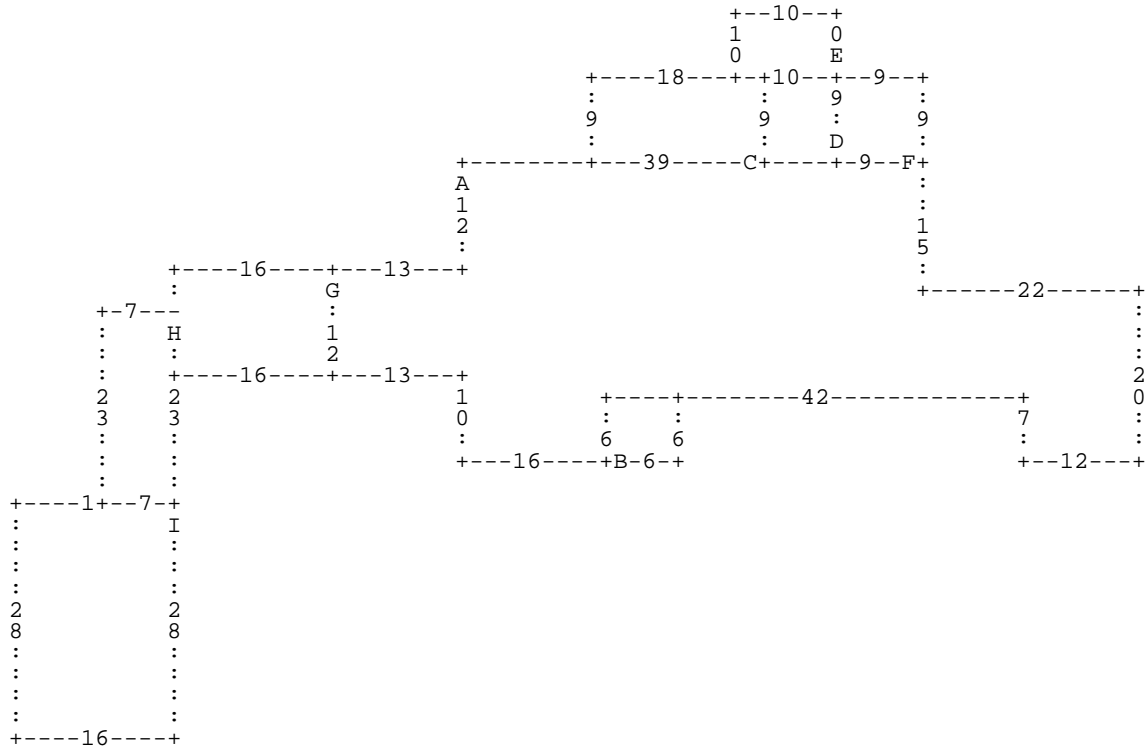 +--10--+
                                                  1      0
                                                  0      E
                                        +----18---+-+10--+--9--+
                                        :           :    9     :
                                        9           9    :     9
                                        :           :    D     :
                               +--------+---39-----C+----+-9--F+
                               A                               :
                               1                               :
                               2                               1
                               :                               5
           +----16----+---13---+                               :
           :          G                                        +------22------+
      +-7---          :                                                       :
      :    H          1                                                       :
      :    :          2                                                       :
      :    +----16----+---13---+                                              2
      2    2                   1         +----+--------42-------------+       0
      3    3                   0         :    :                       7       :
      :    :                   :         6    6                       :       :
      :    :                   +---16----+B-6-+                       +--12---+
      :    :
+----1+--7-+
:          I
:          :
:          :
:          :
2          2
8          8
:          :
:          :
:          :
:          :
+----16----+